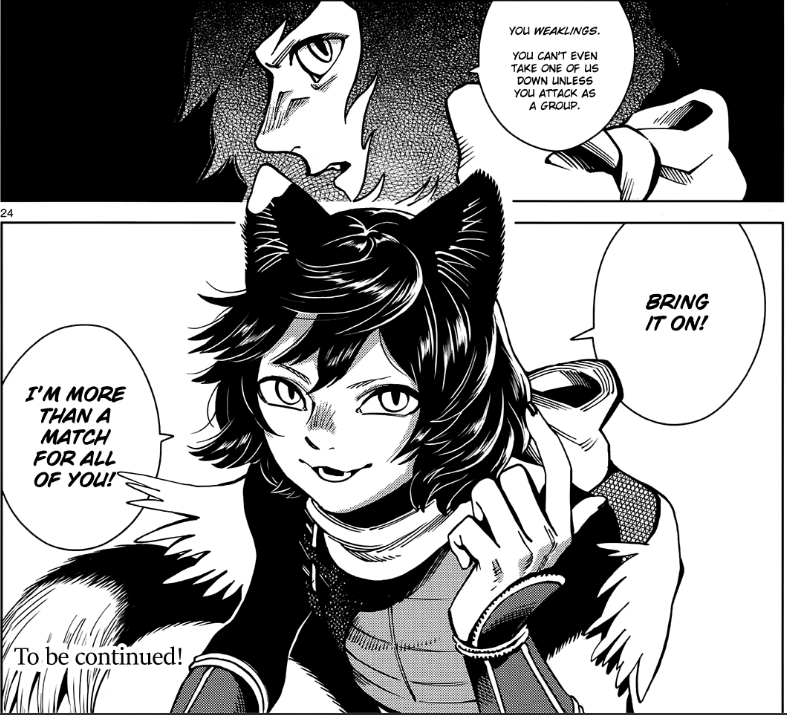 YOU WEAKLINGS.
YOU CAN'T EVEN
TAKE ONE OF US
DOWN UNLESS
YOU ATTACK AS
A GROUP.
24
BRING
IT ON!
I'M MORE
THAN A
MATCH
FOR ALL
OF YOU!
To be continued!